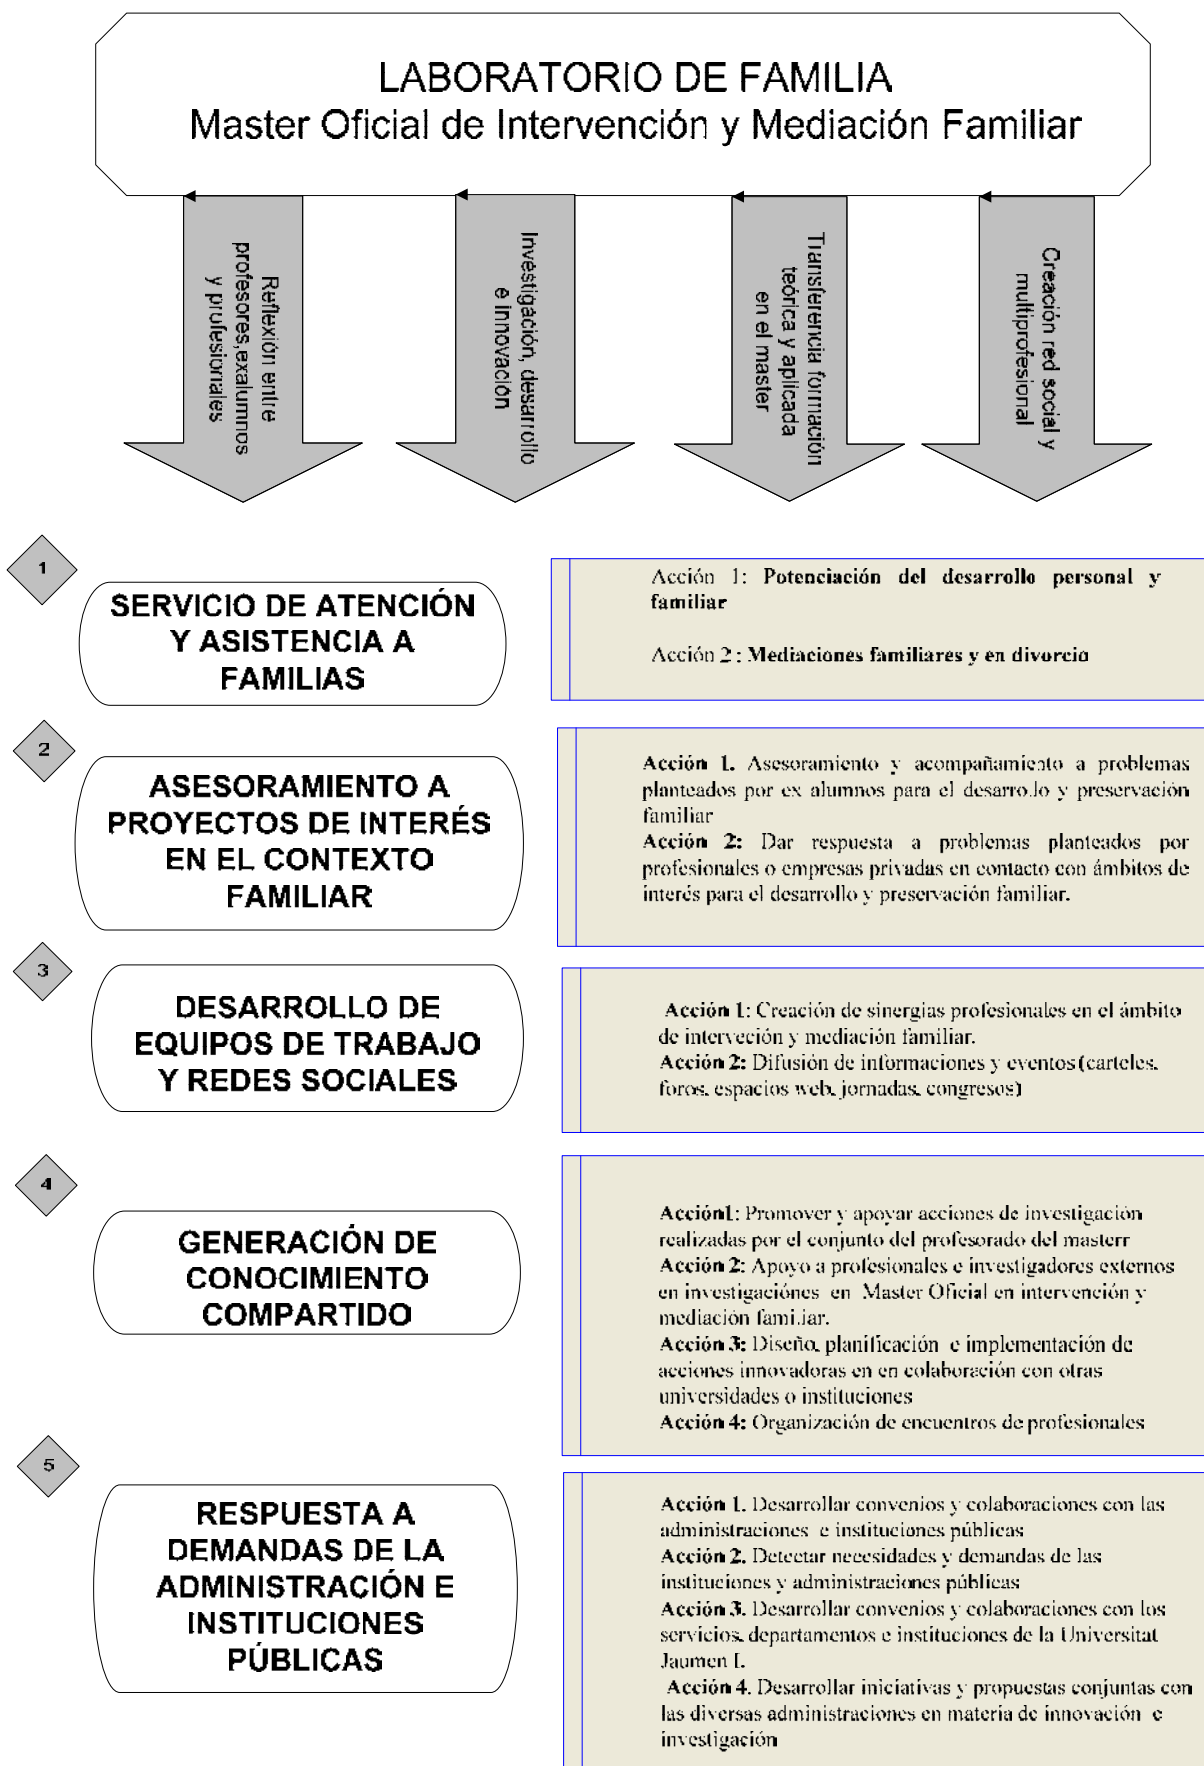 LABORATORIO DE FAMILIA
Master Oficial de Intervención y Mediación Familiar
Reflexión entre
profesores,exalumnos
y profesionales
Investigación, desarrollo
e innovación
Transferencia formación
teórica y aplicada
en el master
Creación red social y
multiprofesional
1
SERVICIO DE ATENCIÓN
Y ASISTENCIA A
FAMILIAS
Acción 1: Potenciación del desarrollo personal y
familiar
Acción 2 : Mediaciones familiares y en divorcio
2
ASESORAMIENTO A
PROYECTOS DE INTERÉS
EN EL CONTEXTO
FAMILIAR
Acción 1. Asesoramiento y acompañamiento a problemas
planteados por ex alumnos para el desarrollo y preservación
familiar
Acción 2: Dar respuesta a problemas planteados por
profesionales o empresas privadas en contacto con ámbitos de
interés para el desarrollo y preservación familiar.
3
DESARROLLO DE
EQUIPOS DE TRABAJO
Y REDES SOCIALES
Acción 1: Creación de sinergias profesionales en el ámbito
de interveción y mediación familiar.
Acción 2: Difusión de informaciones y eventos (carteles,
foros, espacios web, jornadas, congresos)
4
GENERACIÓN DE
CONOCIMIENTO
COMPARTIDO
Acción1: Promover y apoyar acciones de investigación
realizadas por el conjunto del profesorado del masterr
Acción 2: Apoyo a profesionales e investigadores externos
en investigaciónes en Master Oficial en intervención y
mediación familiar.
Acción 3: Diseño, planificación e implementación de
acciones innovadoras en en colaboración con otras
universidades o instituciones
Acción 4: Organización de encuentros de profesionales
5
RESPUESTA A
DEMANDAS DE LA
ADMINISTRACIÓN E
INSTITUCIONES
PÚBLICAS
Acción 1. Desarrollar convenios y colaboraciones con las
administraciones e instituciones públicas
Acción 2. Detectar necesidades y demandas de las
instituciones y administraciones públicas
Acción 3. Desarrollar convenios y colaboraciones con los
servicios, departamentos e instituciones de la Universitat
Jaumen I.
Acción 4. Desarrollar iniciativas y propuestas conjuntas con
las diversas administraciones en materia de innovación e
investigación